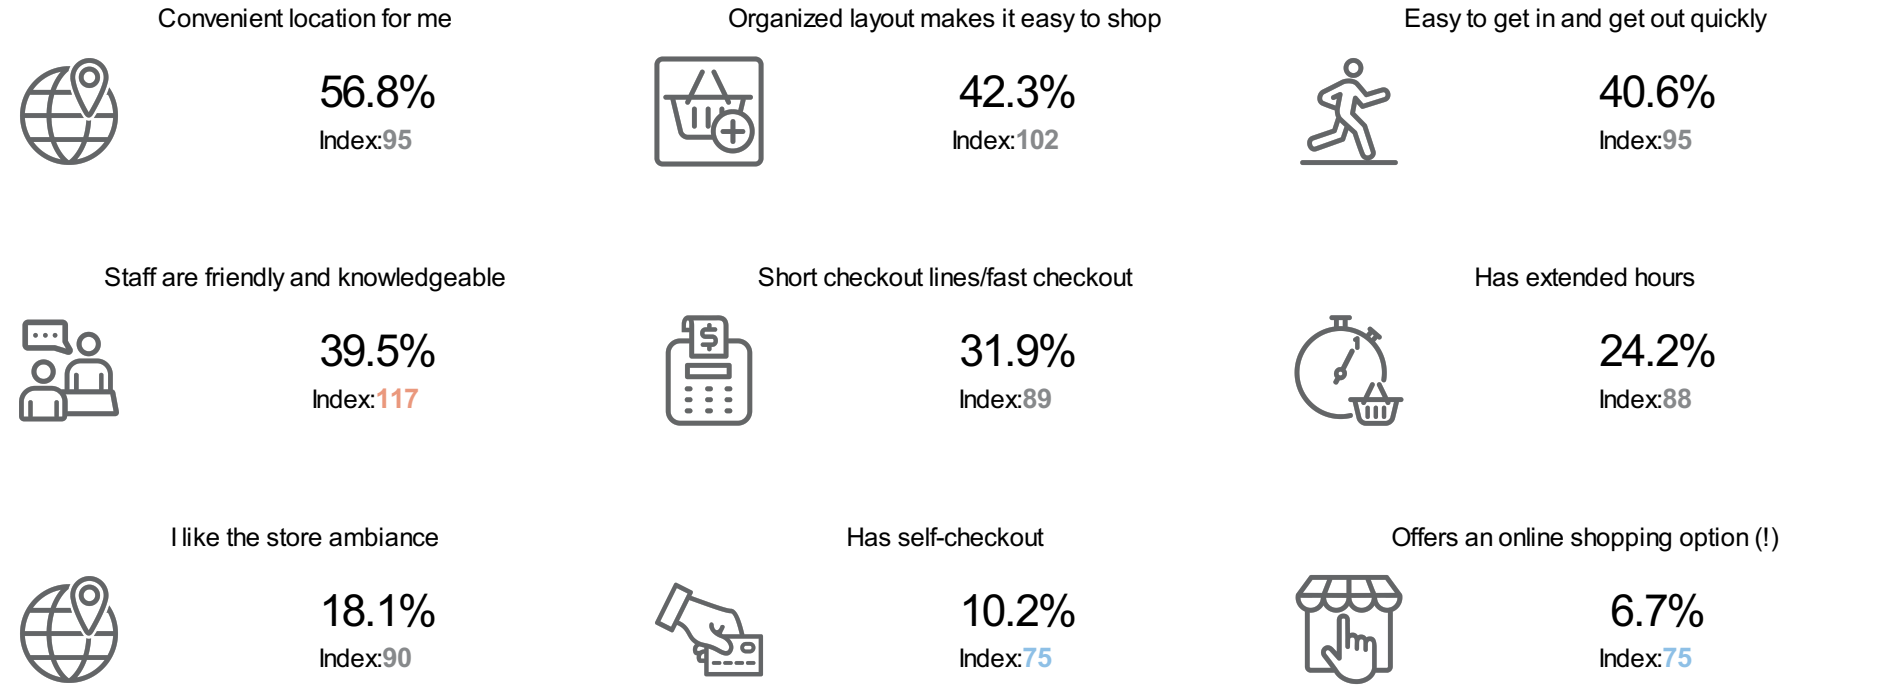 Convenient location for me
56.8%
Index:95
Organized layout makes it easy to shop
42.3%
Index:102
Easy to get in and get out quickly
40.6%
Index:95
Staff are friendly and knowledgeable
39.5%
Index:117
Short checkout lines/fast checkout
$
31.9%
Index:89
Has extended hours
24.2%
Index:88
I like the store ambiance
18.1%
Index:90
Has self-checkout
10.2%
Index:75
Offers an online shopping option (!)
6.7%
Index:75